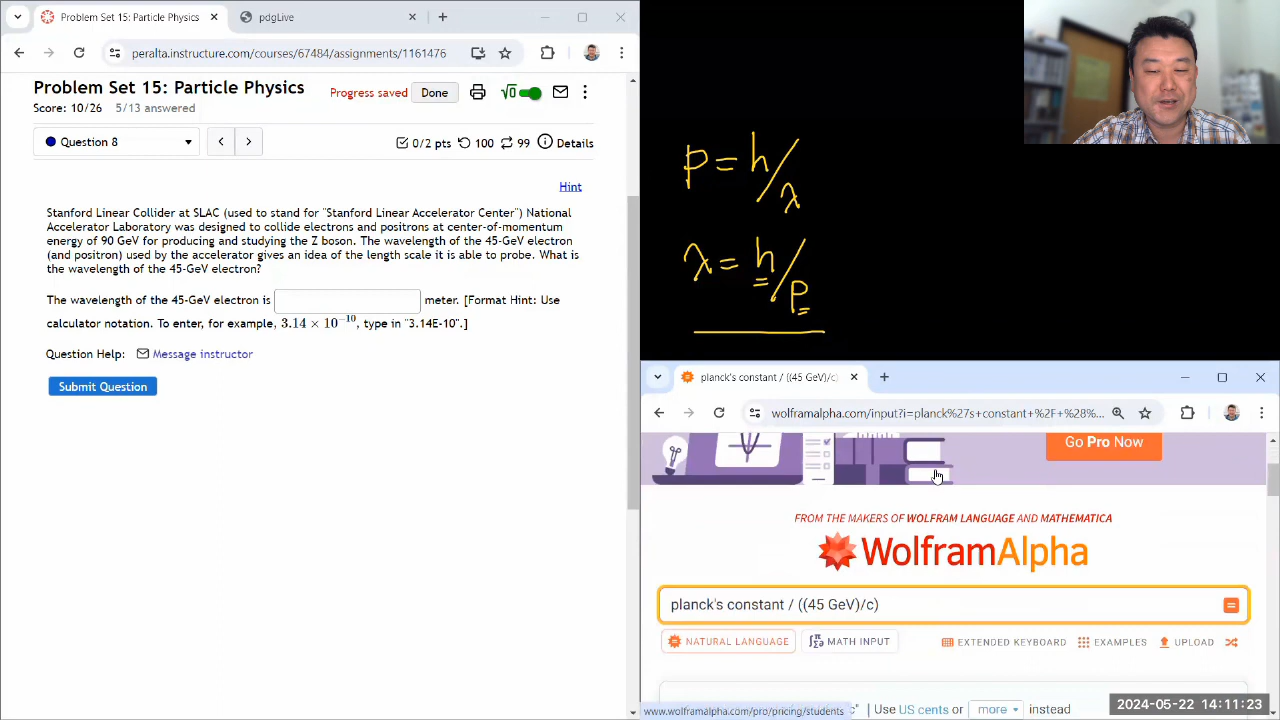 Problem Set 15: Particle Physics
pdgLive
peralta.instructure.com/courses/67484/assignments/1161476
Problem Set 15: Particle Physics
Progress saved
Done
√0
Score: 10/26
5/13 answered
Question 8
0/2 pts
100
99
Details
Hint
Stanford Linear Collider at SLAC (used to stand for "Stanford Linear Accelerator Center") National
Accelerator Laboratory was designed to collide electrons and positrons at center-of-momentum
energy of 90 GeV for producing and studying the Z boson. The wavelength of the 45-GeV electron
(and positron) used by the accelerator gives an idea of the length scale it is able to probe. What is
the wavelength of the 45-GeV electron?
The wavelength of the 45-GeV electron is
meter. [Format Hint: Use
calculator notation. To enter, for example, 3.14 × 10⁻¹⁰, type in "3.14E-10".]
Question Help:
Message instructor
Submit Question
p = h/λ
λ = h/p
planck's constant / ((45 GeV)/c)
wolframalpha.com/input?i=planck%27s+constant+%2F+%28%...
Go Pro Now
FROM THE MAKERS OF WOLFRAM LANGUAGE AND MATHEMATICA
WolframAlpha
planck's constant / ((45 GeV)/c)
NATURAL LANGUAGE
MATH INPUT
EXTENDED KEYBOARD
EXAMPLES
UPLOAD
c" | Use US cents or
more
instead
www.wolframalpha.com/pro/pricing/students
2024-05-22 14:11:23